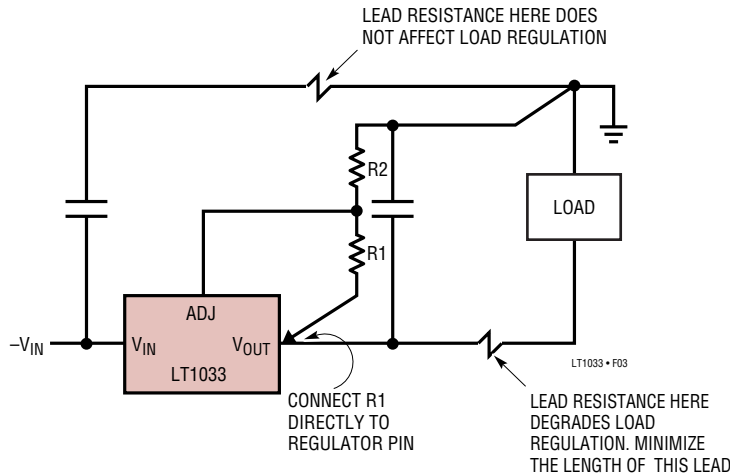 LEAD RESISTANCE HERE DOES
NOT AFFECT LOAD REGULATION
R2
LOAD
R1
ADJ
–VIN
VIN
VOUT
LT1033
LT1033 • F03
CONNECT R1
DIRECTLY TO
REGULATOR PIN
LEAD RESISTANCE HERE
DEGRADES LOAD
REGULATION. MINIMIZE
THE LENGTH OF THIS LEAD